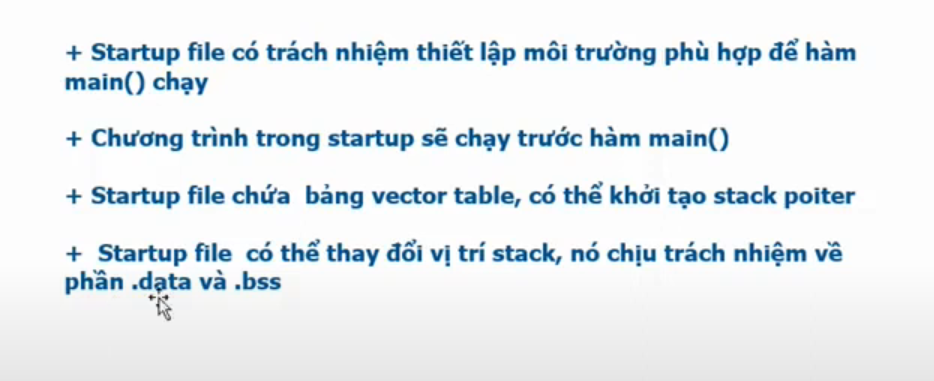 + Startup file có trách nhiệm thiết lập môi trường phù hợp để hàm
main() chạy
+ Chương trình trong startup sẽ chạy trước hàm main()
+ Startup file chứa  bảng vector table, có thể khởi tạo stack poiter
+  Startup file  có thể thay đổi vị trí stack, nó chịu trách nhiệm về
phần .data và .bss